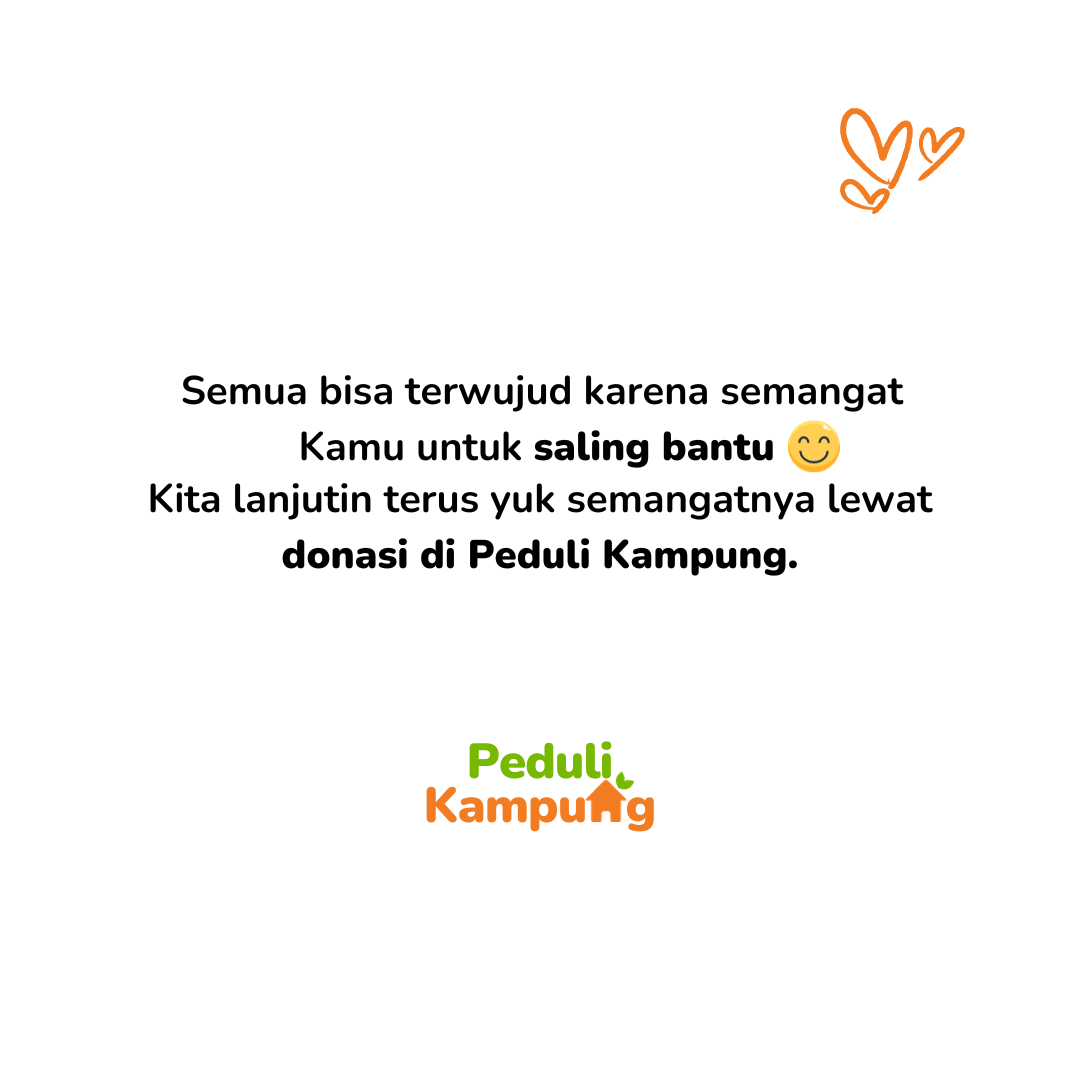 Semua bisa terwujud karena semangat
Kamu untuk saling bantu 😊
Kita lanjutin terus yuk semangatnya lewat
donasi di Peduli Kampung.
Peduli
Kampung